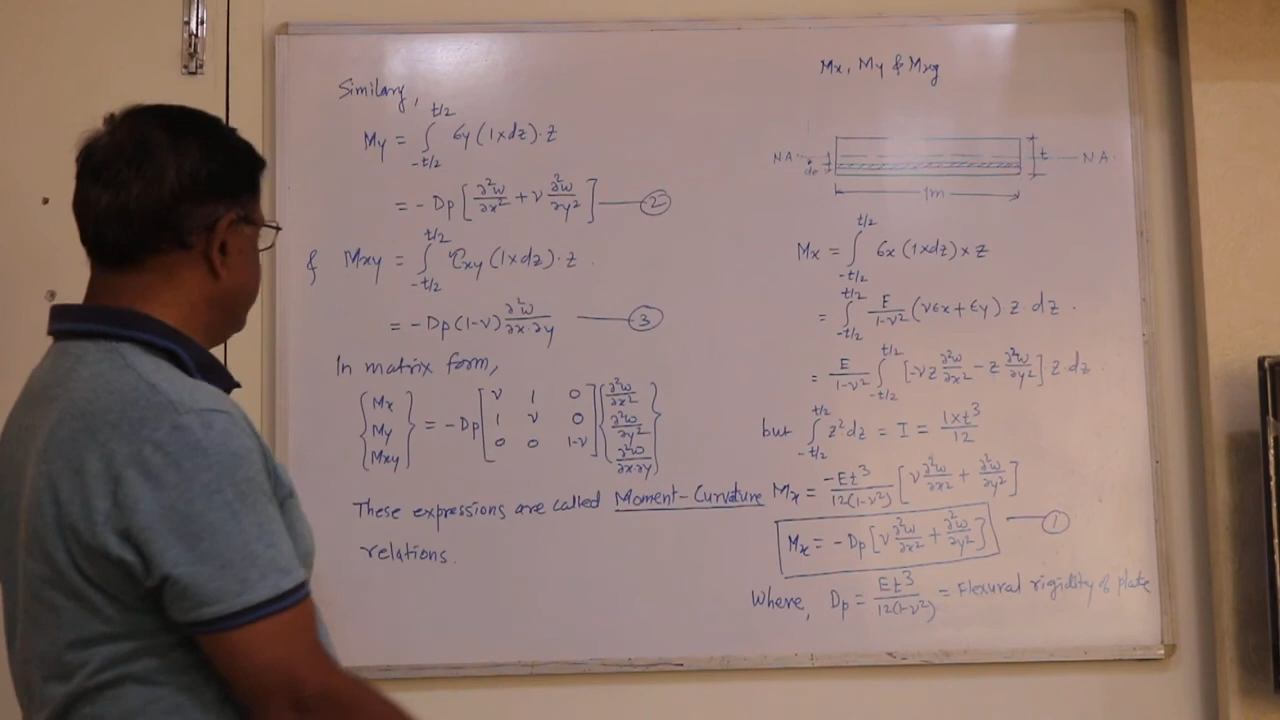 Similary,
My = ∫_{-t/2}^{t/2} σy (1×dz)·z
= -Dp [∂²w/∂x² + ν ∂²w/∂y²] —②
& Mxy = ∫_{-t/2}^{t/2} τxy (1×dz)·z.
= -Dp (1-ν) ∂²w/∂x·∂y —③
In matrix form,
{Mx My Mxy} = -Dp [ν 1 0; 1 ν 0; 0 0 1-ν] {∂²w/∂x² ∂²w/∂y² ∂²w/∂x∂y}
These expressions are called Moment-Curvature
relations.
Mx, My & Mxy
NA t NA
dz
1m
Mx = ∫_{-t/2}^{t/2} σx (1×dz) × z
= ∫_{-t/2}^{t/2} E/(1-ν²) (νεx + εy) z·dz.
= E/(1-ν²) ∫_{-t/2}^{t/2} [-νz ∂²w/∂x² - z ∂²w/∂y²]·z·dz.
but ∫_{-t/2}^{t/2} z²dz = I = 1×t³/12
Mx = -Et³/12(1-ν²) [ν ∂²w/∂x² + ∂²w/∂y²]
Mx = -Dp [ν ∂²w/∂x² + ∂²w/∂y²] —①
Where, Dp = Et³/12(1-ν²) = Flexural rigidity of plate